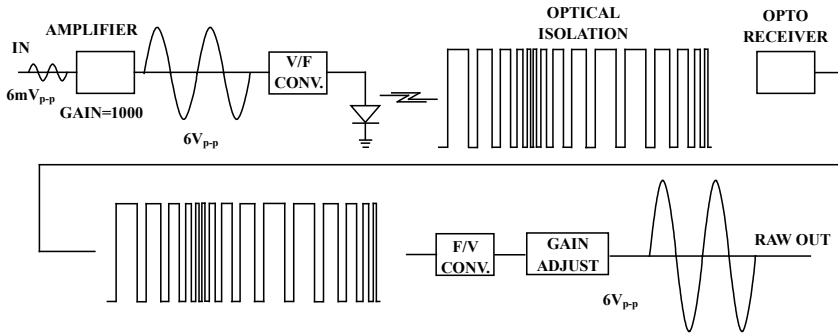 AMPLIFIER
IN
6mVp-p
GAIN=1000
6Vp-p
V/F
CONV.
OPTICAL
ISOLATION
OPTO
RECEIVER
F/V
CONV.
GAIN
ADJUST
6Vp-p
RAW OUT